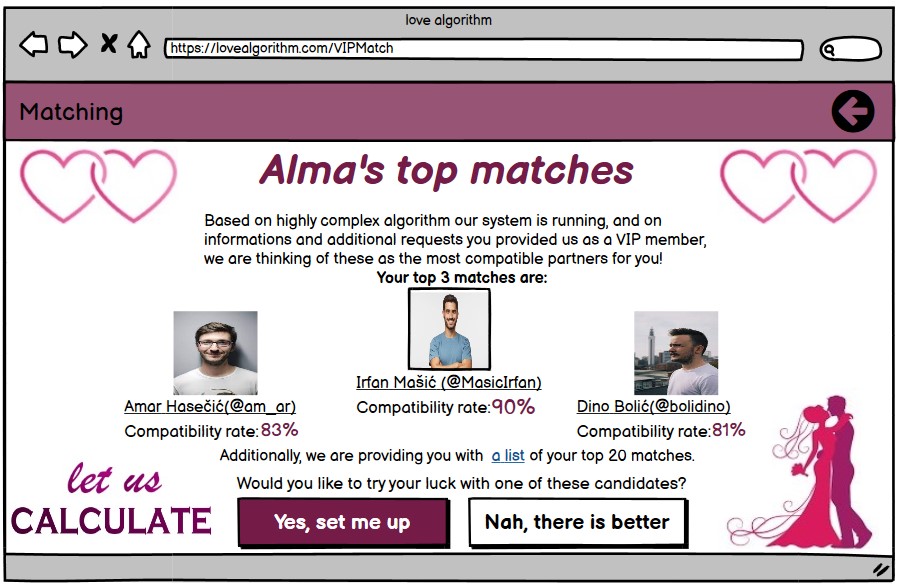 love algorithm
https://lovealgorithm.com/VIPMatch
Matching
Alma's top matches
Based on highly complex algorithm our system is running, and on
informations and additional requests you provided us as a VIP member,
we are thinking of these as the most compatible partners for you!
Your top 3 matches are:
Irfan Mašić (@MasicIrfan)
Compatibility rate:90%
Amar Hasečić(@am_ar)
Compatibility rate:83%
Dino Bolić(@bolidino)
Compatibility rate:81%
Additionally, we are providing you with a list of your top 20 matches.
Would you like to try your luck with one of these candidates?
let us
CALCULATE
Yes, set me up
Nah, there is better